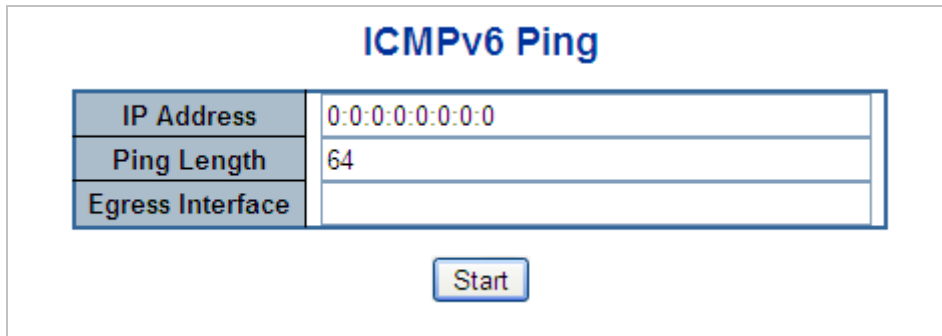 ICMPv6 Ping
IP Address 0:0:0:0:0:0:0:0
Ping Length 64
Egress Interface
Start